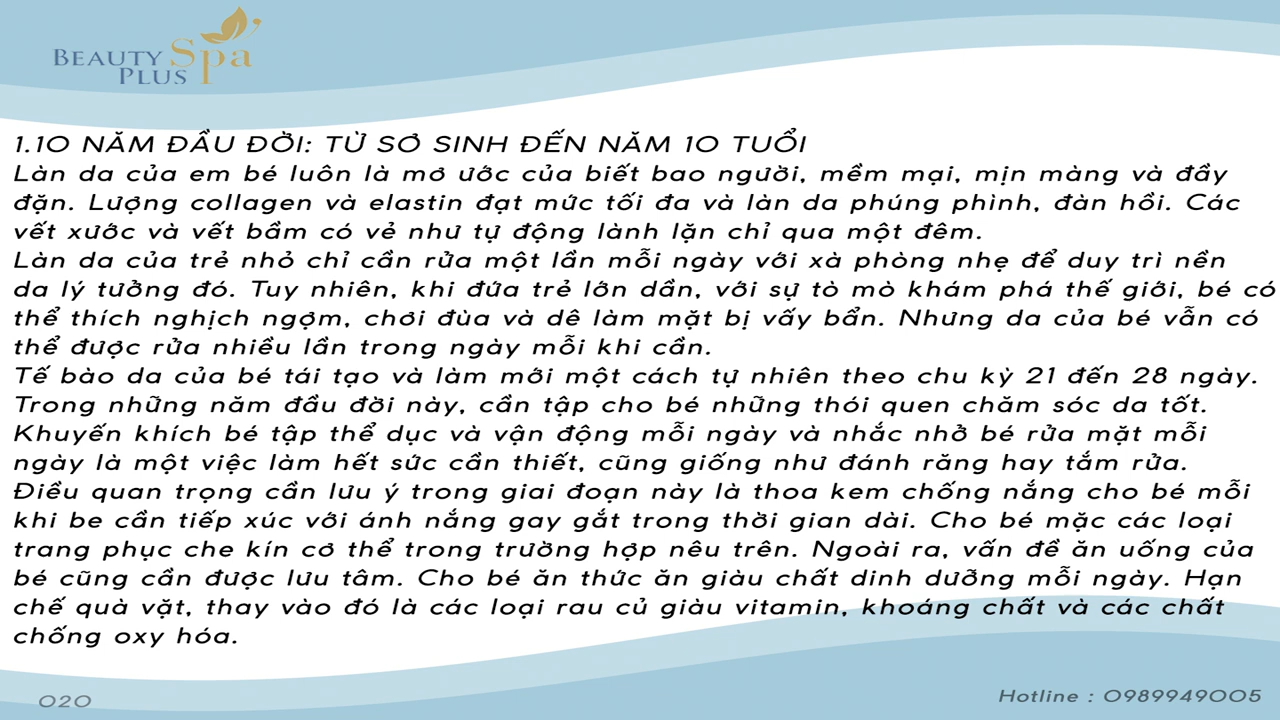 BEAUTY Spa
PLUS
1.10 NĂM ĐẦU ĐỜI: TỪ SƠ SINH ĐẾN NĂM 10 TUỔI
Làn da của em bé luôn là mơ ước của biết bao người, mềm mại, mịn màng và đầy
đặn. Lượng collagen và elastin đạt mức tối đa và làn da phúng phình, đàn hồi. Các
vết xước và vết bầm có vẻ như tự động lành lặn chỉ qua một đêm.
Làn da của trẻ nhỏ chỉ cần rửa một lần mỗi ngày với xà phòng nhẹ để duy trì nền
da lý tưởng đó. Tuy nhiên, khi đứa trẻ lớn dần, với sự tò mò khám phá thế giới, bé có
thể thích nghịch ngợm, chơi đùa và dê làm mặt bị vấy bẩn. Nhưng da của bé vẫn có
thể được rửa nhiều lần trong ngày mỗi khi cần.
Tế bào da của bé tái tạo và làm mới một cách tự nhiên theo chu kỳ 21 đến 28 ngày.
Trong những năm đầu đời này, cần tập cho bé những thói quen chăm sóc da tốt.
Khuyến khích bé tập thể dục và vận động mỗi ngày và nhắc nhở bé rửa mặt mỗi
ngày là một việc làm hết sức cần thiết, cũng giống như đánh răng hay tắm rửa.
Điều quan trọng cần lưu ý trong giai đoạn này là thoa kem chống nắng cho bé mỗi
khi be cần tiếp xúc với ánh nắng gay gắt trong thời gian dài. Cho bé mặc các loại
trang phục che kín cơ thể trong trường hợp nêu trên. Ngoài ra, vấn đề ăn uống của
bé cũng cần được lưu tâm. Cho bé ăn thức ăn giàu chất dinh dưỡng mỗi ngày. Hạn
chế quà vặt, thay vào đó là các loại rau củ giàu vitamin, khoáng chất và các chất
chống oxy hóa.
020
Hotline : 0989949005